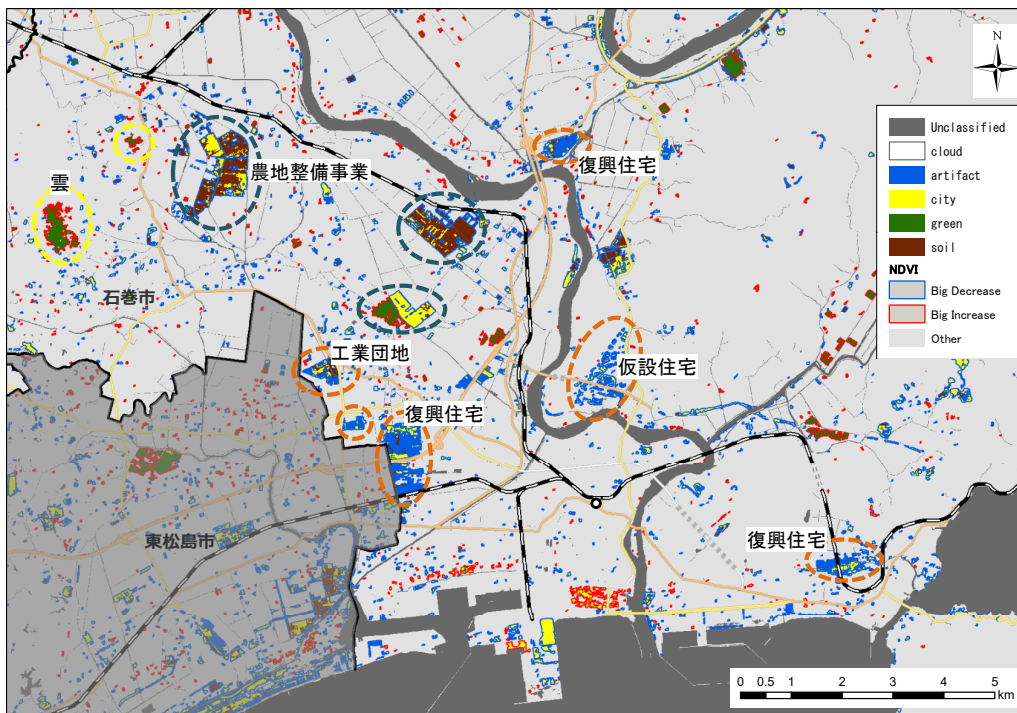 N
Unclassified
cloud
artifact
city
green
soil
NDVI
Big Decrease
Big Increase
Other
復興住宅
農地整備事業
雲
石巻市
工業団地
仮設住宅
復興住宅
東松島市
復興住宅
0 0.5 1 2 3 4 5
km